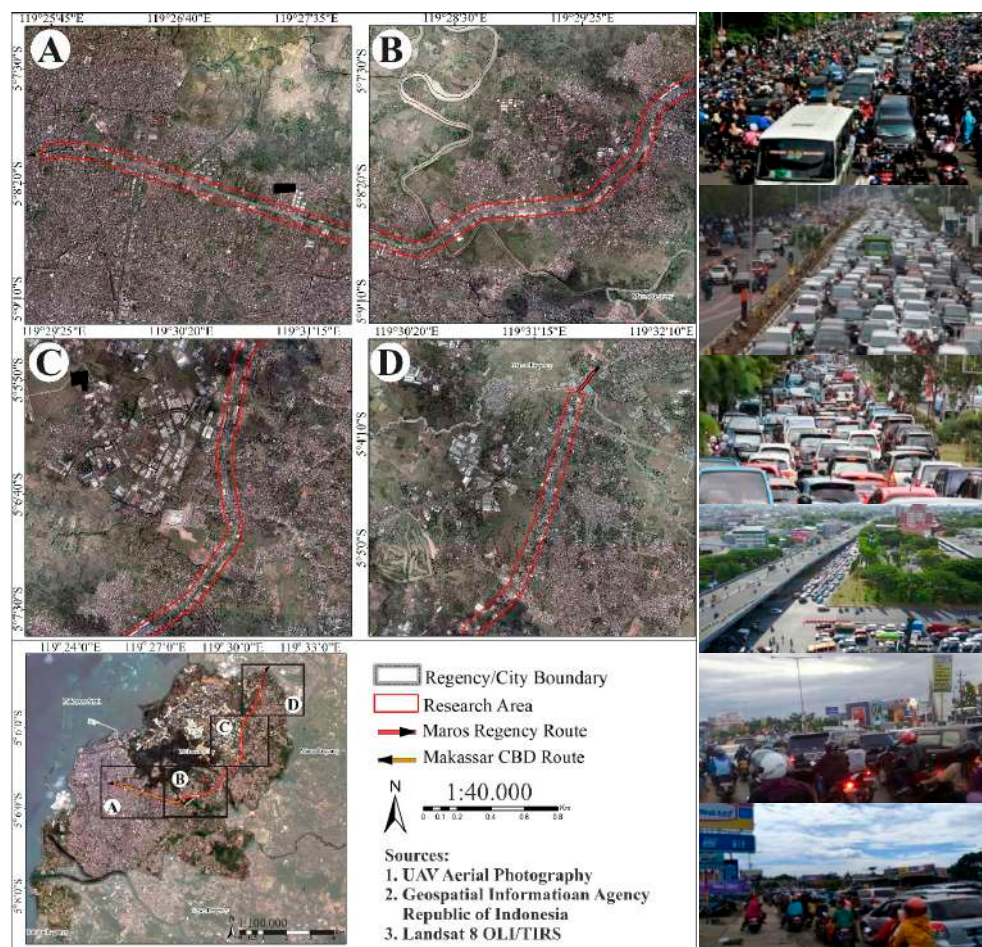 119°25'45"E 119°26'40"E 119°27'35"E
119°28'30"E 119°29'25"E
A
B
5°7'30"S
5°8'20"S
5°9'10"S
5°7'30"S
5°8'20"S
5°9'10"S
119°29'25"E 119°30'20"E 119°31'15"E
119°30'20"E 119°31'15"E 119°32'10"E
C
D
5°5'50"S
5°6'40"S
5°7'30"S
5°4'10"S
5°5'0"S
119°24'0"E 119°27'0"E 119°30'0"E 119°33'0"E
D
C
B
A
5°6'0"S
5°8'0"S
Regency/City Boundary
Research Area
Maros Regency Route
Makassar CBD Route
N
1:40.000
0 0.1 0.2 0.4 0.6 0.8
Km
Sources:
1. UAV Aerial Photography
2. Geospatial Informatioan Agency
Republic of Indonesia
3. Landsat 8 OLI/TIRS
N
1:100.000